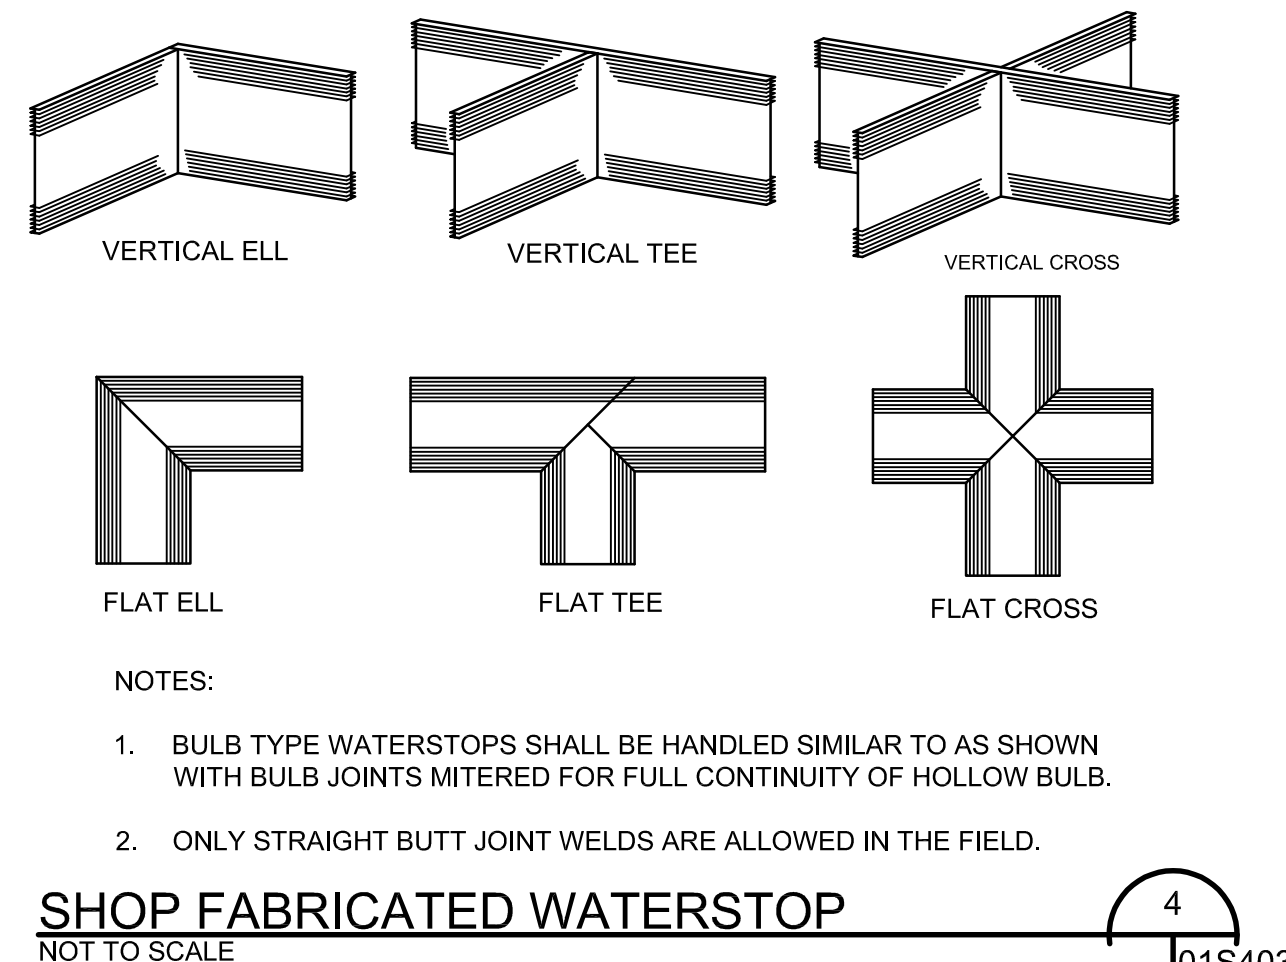 VERTICAL ELL
VERTICAL TEE
VERTICAL CROSS
FLAT ELL
FLAT TEE
FLAT CROSS
NOTES:
1. BULB TYPE WATERSTOPS SHALL BE HANDLED SIMILAR TO AS SHOWN
WITH BULB JOINTS MITERED FOR FULL CONTINUITY OF HOLLOW BULB.
2. ONLY STRAIGHT BUTT JOINT WELDS ARE ALLOWED IN THE FIELD.
SHOP FABRICATED WATERSTOP
4
NOT TO SCALE